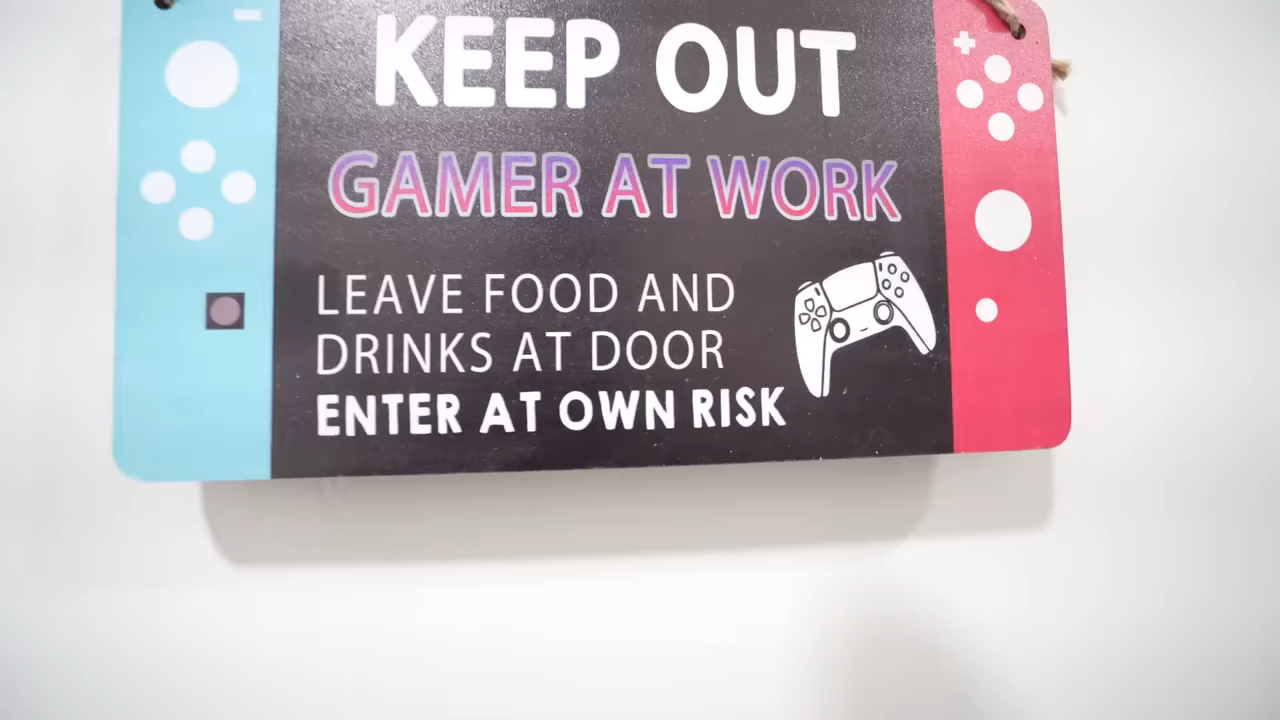 KEEP OUT
GAMER AT WORK
LEAVE FOOD AND
DRINKS AT DOOR
ENTER AT OWN RISK